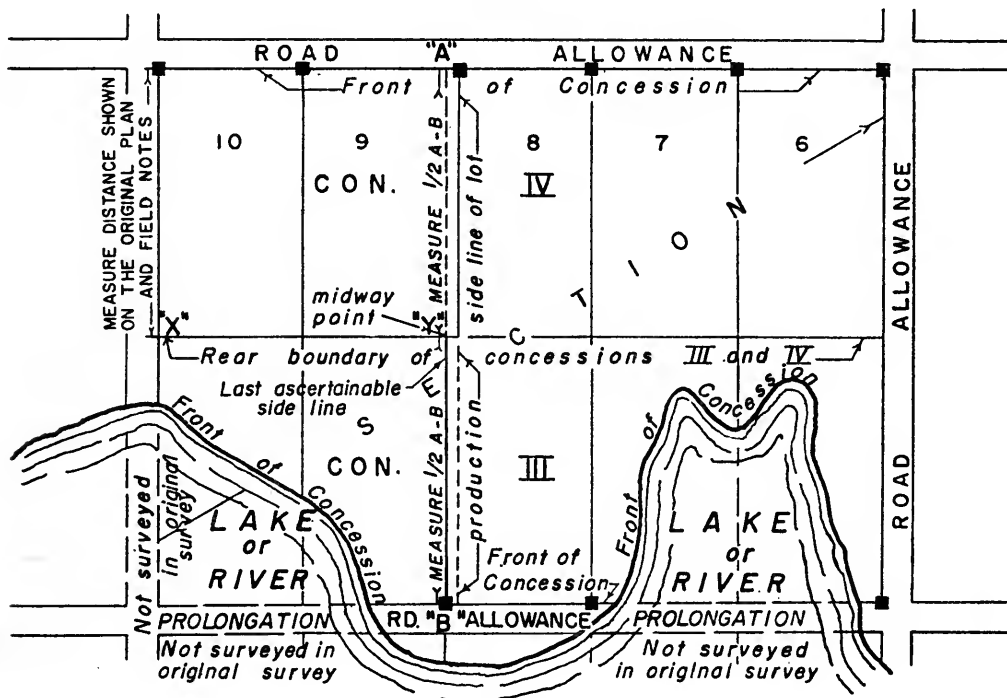 ROAD "A" ALLOWANCE
Front of Concession
MEASURE DISTANCE SHOWN
ON THE ORIGINAL PLAN
AND FIELD NOTES
10 9 8 7 6
CON. IV
MEASURE 1/2 A-B
side line of lot
SECTION
ALLOWANCE
midway
point
"X" "Y"
Rear boundary of concessions III and IV
Last ascertainable
side line
Front of Concession
CON. III
MEASURE 1/2 A-B
production
Front of Concession
ROAD
Not surveyed
in original
survey
LAKE
or
RIVER
Front of
Concession
LAKE
or
RIVER
PROLONGATION RD. "B" ALLOWANCE PROLONGATION
Not surveyed in
original survey
Not surveyed
in original survey